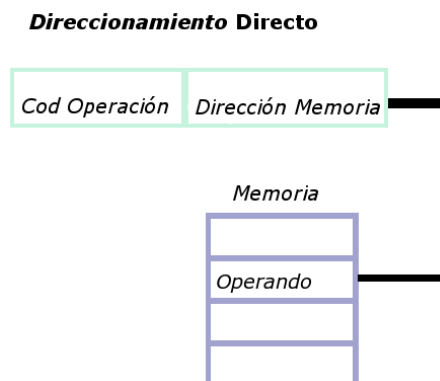 Direccionamiento Directo
Cod Operación Dirección Memoria
Memoria
Operando